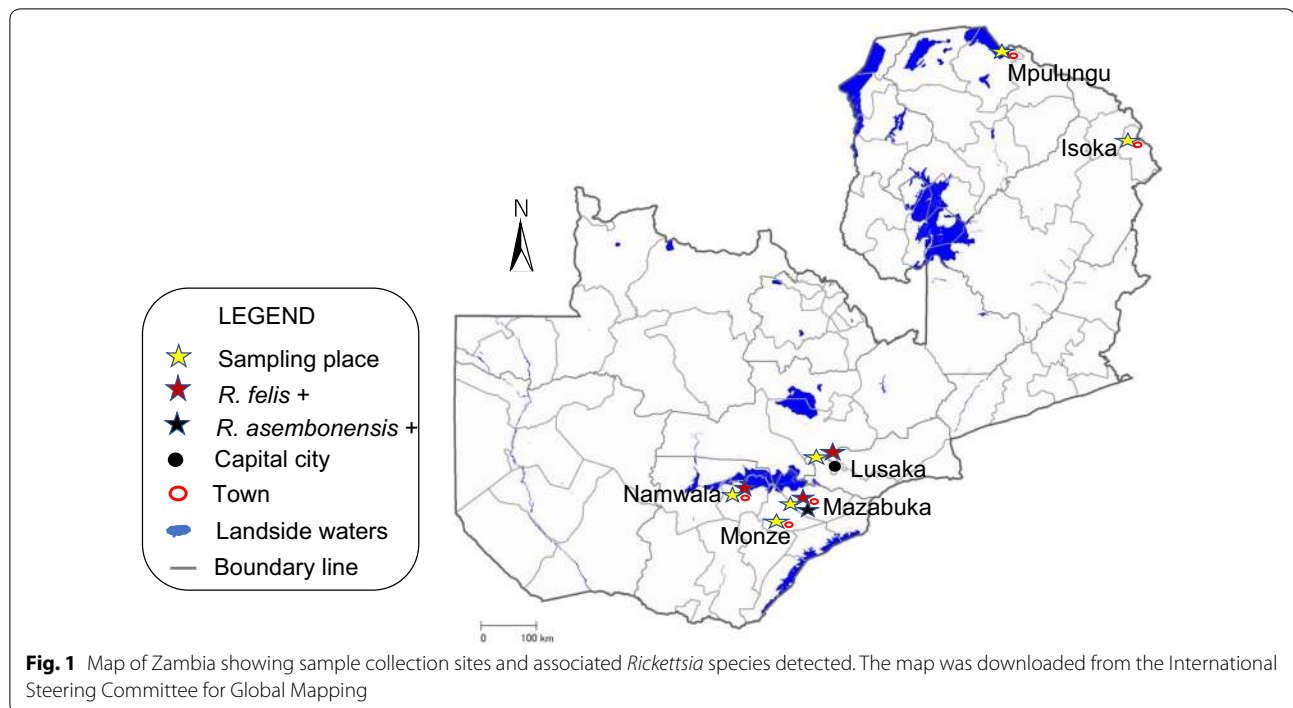 Mpulungu
Isoka
N
LEGEND
Sampling place
R. felis +
R. asembonensis +
Capital city
Town
Landside waters
Boundary line
Lusaka
Namwala
Mazabuka
Monze
0 100 km
Fig. 1 Map of Zambia showing sample collection sites and associated Rickettsia species detected. The map was downloaded from the International
Steering Committee for Global Mapping